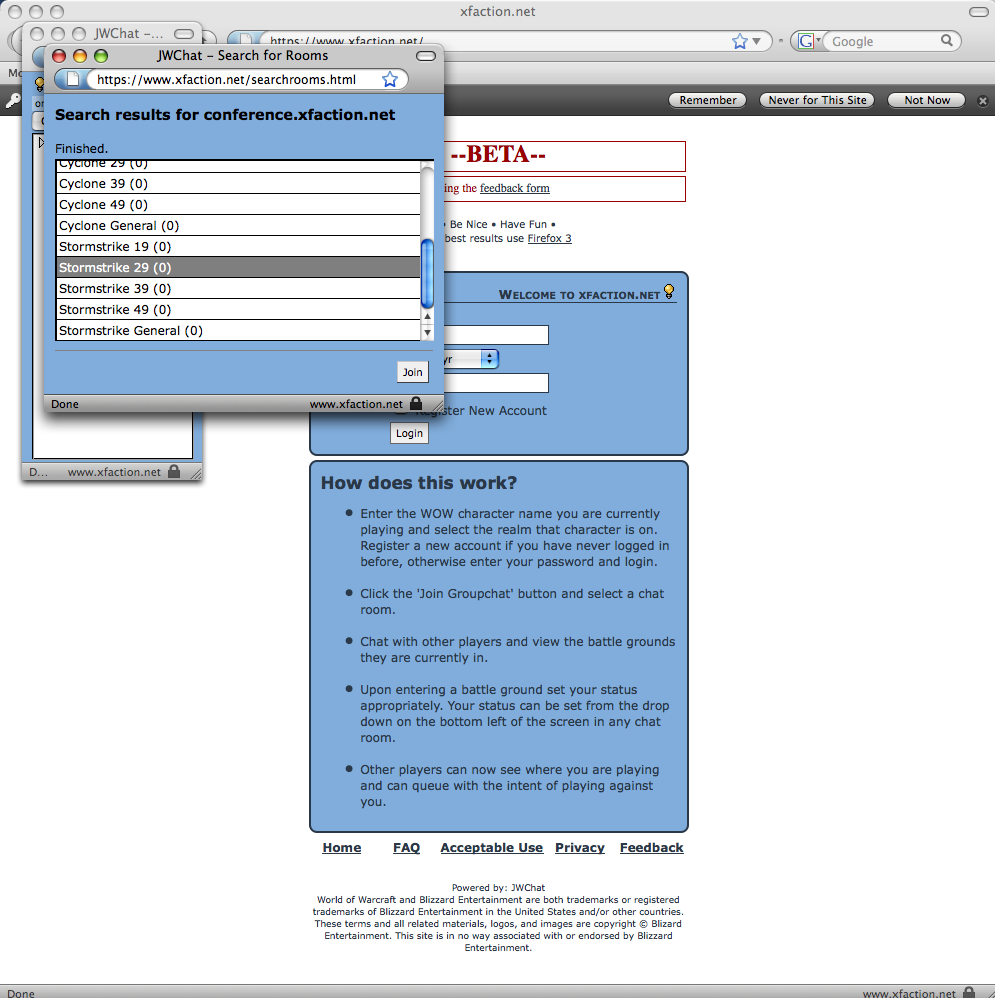 xfaction.net
JWChat –...
https://www.xfaction.net/
Google
JWChat – Search for Rooms
https://www.xfaction.net/searchrooms.html
Remember
Never for This Site
Not Now
Search results for conference.xfaction.net
Finished.
Cyclone 29 (0)
Cyclone 39 (0)
Cyclone 49 (0)
Cyclone General (0)
Stormstrike 19 (0)
Stormstrike 29 (0)
Stormstrike 39 (0)
Stormstrike 49 (0)
Stormstrike General (0)
Join
Done
www.xfaction.net
D...
www.xfaction.net
--BETA--
the feedback form
• Be Nice • Have Fun •
best results use Firefox 3
Welcome to xfaction.net
Register New Account
Login
How does this work?
• Enter the WOW character name you are currently
playing and select the realm that character is on.
Register a new account if you have never logged in
before, otherwise enter your password and login.
• Click the 'Join Groupchat' button and select a chat
room.
• Chat with other players and view the battle grounds
they are currently in.
• Upon entering a battle ground set your status
appropriately. Your status can be set from the drop
down on the bottom left of the screen in any chat
room.
• Other players can now see where you are playing
and can queue with the intent of playing against
you.
Home FAQ Acceptable Use Privacy Feedback
Powered by: JWChat
World of Warcraft and Blizzard Entertainment are both trademarks or registered
trademarks of Blizzard Entertainment in the United States and/or other countries.
These terms and all related materials, logos, and images are copyright © Blizzard
Entertainment. This site is in no way associated with or endorsed by Blizzard
Entertainment.
Done
www.xfaction.net